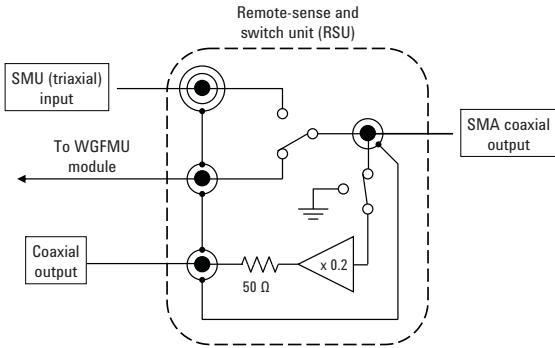 Remote-sense and
switch unit (RSU)
SMU (triaxial)
input
SMA coaxial
output
To WGFMU
module
Coaxial
output
x 0.2
50 Ω